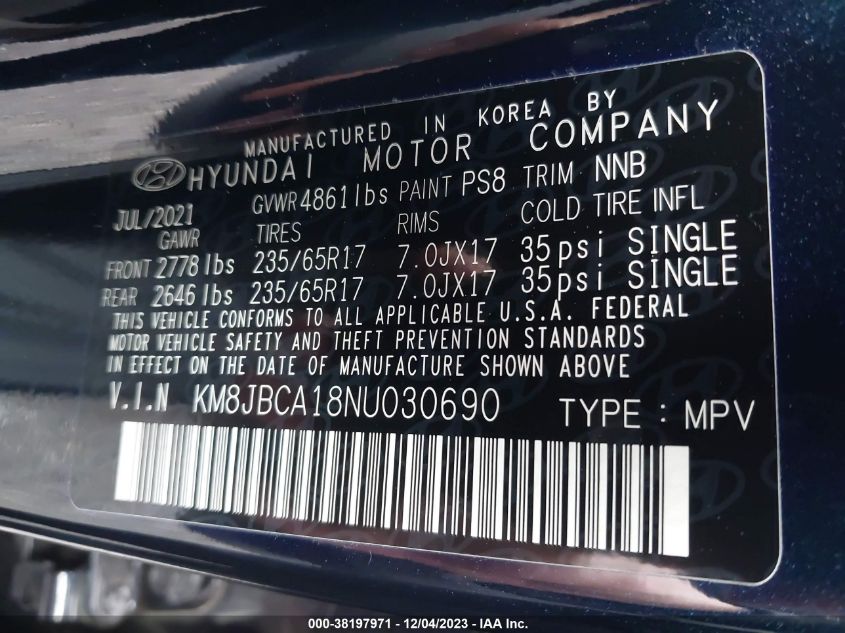 MANUFACTURED IN KOREA BY
HYUNDAI MOTOR COMPANY
JUL/2021 GVWR 4861lbs PAINT PS8 TRIM NNB
GAWR TIRES RIMS COLD TIRE INFL
FRONT 2778 lbs 235/65R17 7.0JX17 35psi SINGLE
REAR 2646 lbs 235/65R17 7.0JX17 35psi SINGLE
THIS VEHICLE CONFORMS TO ALL APPLICABLE U.S.A. FEDERAL
MOTOR VEHICLE SAFETY AND THEFT PREVENTION STANDARDS
IN EFFECT ON THE DATE OF MANUFACTURE SHOWN ABOVE
V.I.N KM8JBCA18NU030690 TYPE : MPV
000-38197971 - 12/04/2023 - IAA Inc.